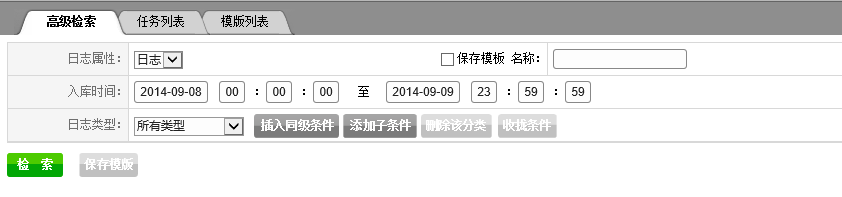 高级检索 任务列表 模版列表
日志属性： 日志 保存模板 名称：
入库时间： 2014-09-08 00 : 00 : 00 至 2014-09-09 23 : 59 : 59
日志类型： 所有类型 插入同级条件 添加子条件 删除该分类 收拢条件
检 索 保存模版